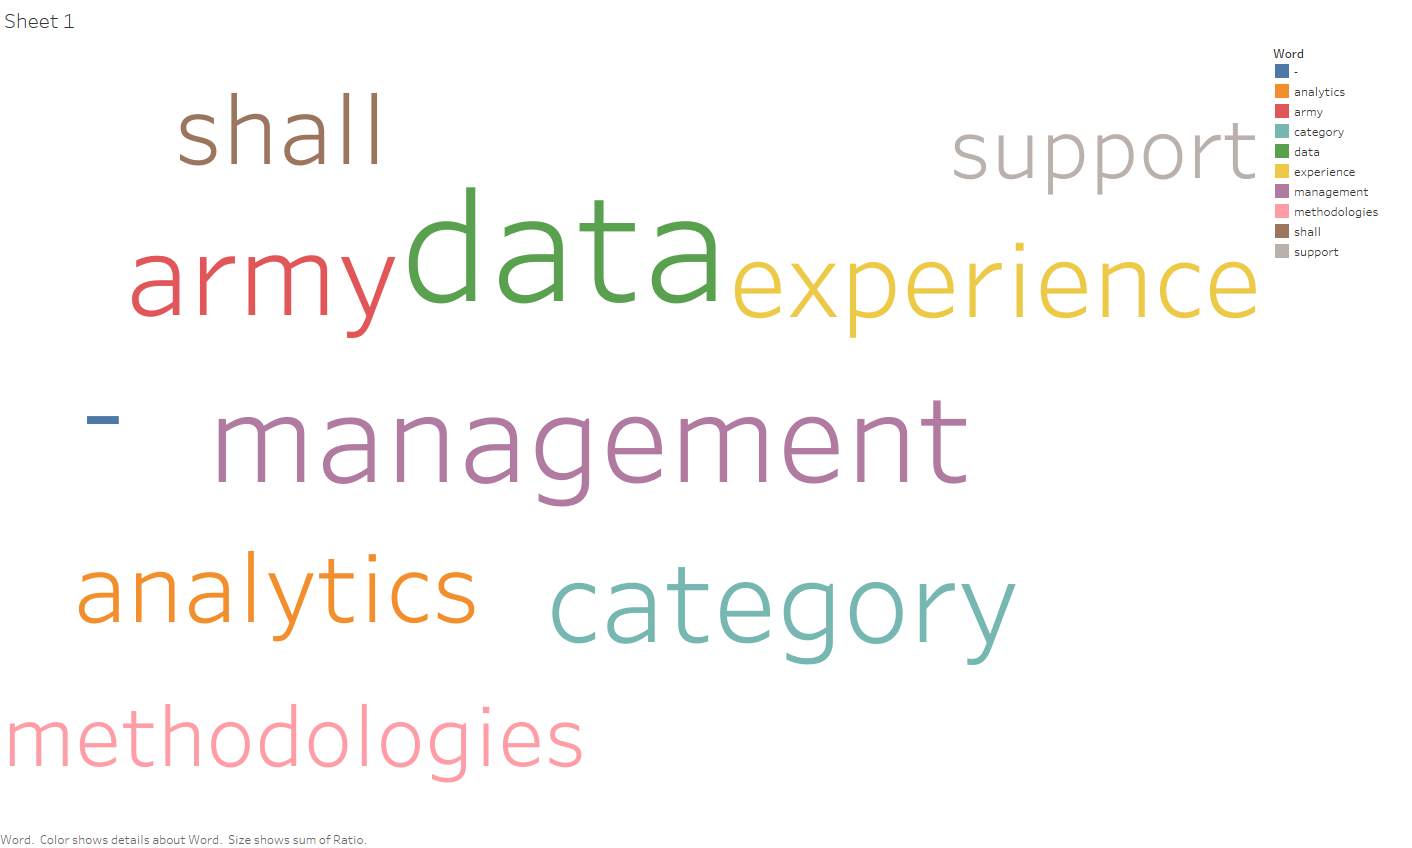 Sheet 1
shall
support
data
army
experience
-
management
analytics
category
methodologies
Word
-
analytics
army
category
data
experience
management
methodologies
shall
support
Word. Color shows details about Word. Size shows sum of Ratio.